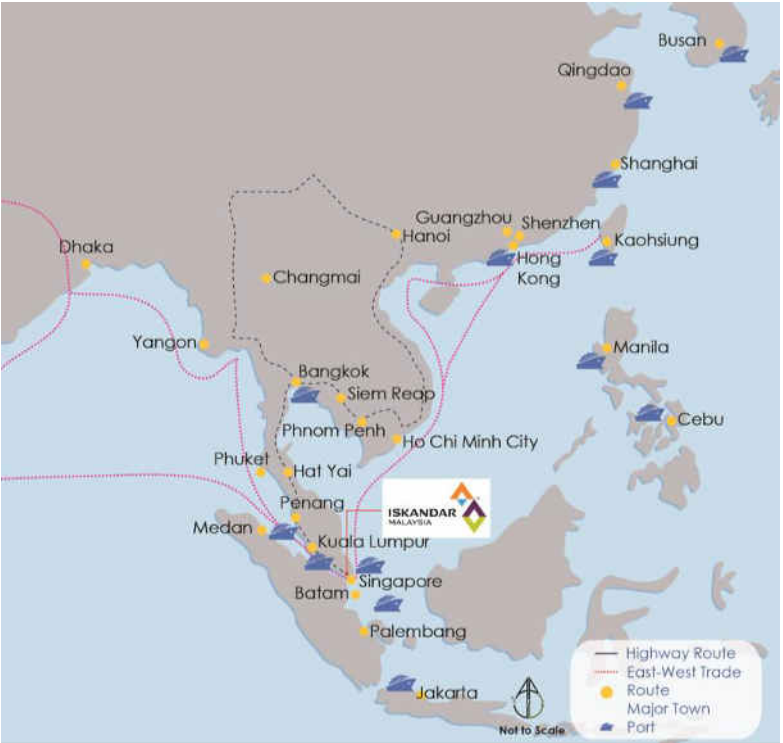 Busan
Qingdao
Shanghai
Guangzhou
Shenzhen
Hanoi
Kaohsiung
Dhaka
Hong
Kong
Changmai
Yangon
Manila
Bangkok
Siem Reap
Cebu
Phnom Penh
Ho Chi Minh City
Phuket
Hat Yai
Penang
ISKANDAR
MALAYSIA
Medan
Kuala Lumpur
Singapore
Batam
Palembang
Jakarta
Not to Scale
Highway Route
East-West Trade
Route
Major Town
Port